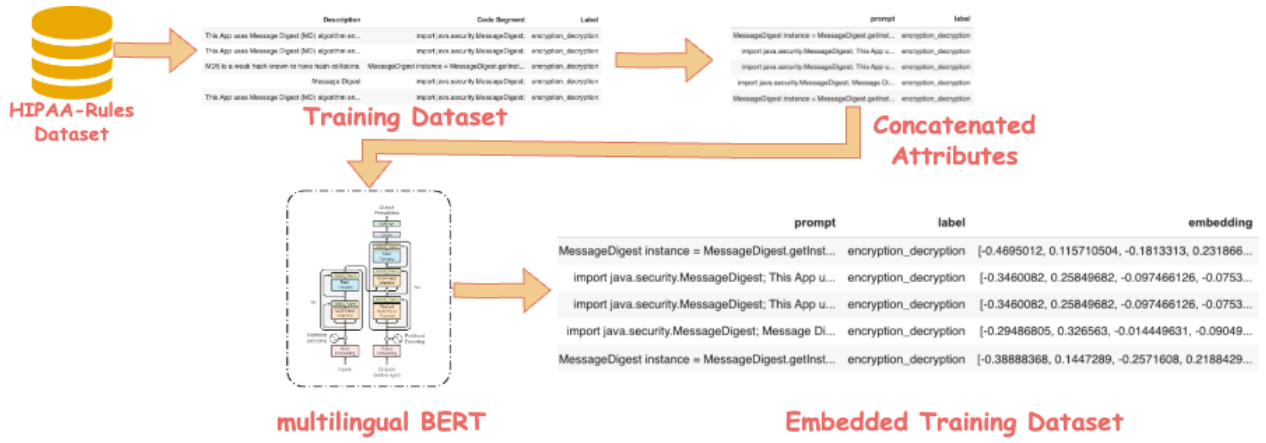 HIPAA-Rules
Dataset
Description Code Segment Label
This App uses Message Digest (MD) algorithm en... import java.security.MessageDigest; encryption_decryption
This App uses Message Digest (MD) algorithm en... import java.security.MessageDigest; encryption_decryption
MD5 is a weak hash known to have hash collisions. MessageDigest instance = MessageDigest.getInst... encryption_decryption
Message Digest import java.security.MessageDigest; encryption_decryption
This App uses Message Digest (MD) algorithm en... import java.security.MessageDigest; encryption_decryption
Training Dataset
prompt label
MessageDigest instance = MessageDigest.getInst... encryption_decryption
import java.security.MessageDigest; This App u... encryption_decryption
import java.security.MessageDigest; This App u... encryption_decryption
import java.security.MessageDigest; Message Di... encryption_decryption
MessageDigest instance = MessageDigest.getInst... encryption_decryption
Concatenated
Attributes
Output
Probabilities
Inputs
Outputs
multilingual BERT
prompt label embedding
MessageDigest instance = MessageDigest.getInst... encryption_decryption [-0.4695012, 0.115710504, -0.1813313, 0.231866...
import java.security.MessageDigest; This App u... encryption_decryption [-0.3460082, 0.25849682, -0.097466126, -0.0753...
import java.security.MessageDigest; This App u... encryption_decryption [-0.3460082, 0.25849682, -0.097466126, -0.0753...
import java.security.MessageDigest; Message Di... encryption_decryption [-0.29486805, 0.326563, -0.014449631, -0.09049...
MessageDigest instance = MessageDigest.getInst... encryption_decryption [-0.38888368, 0.1447289, -0.2571608, 0.2188429...
Embedded Training Dataset